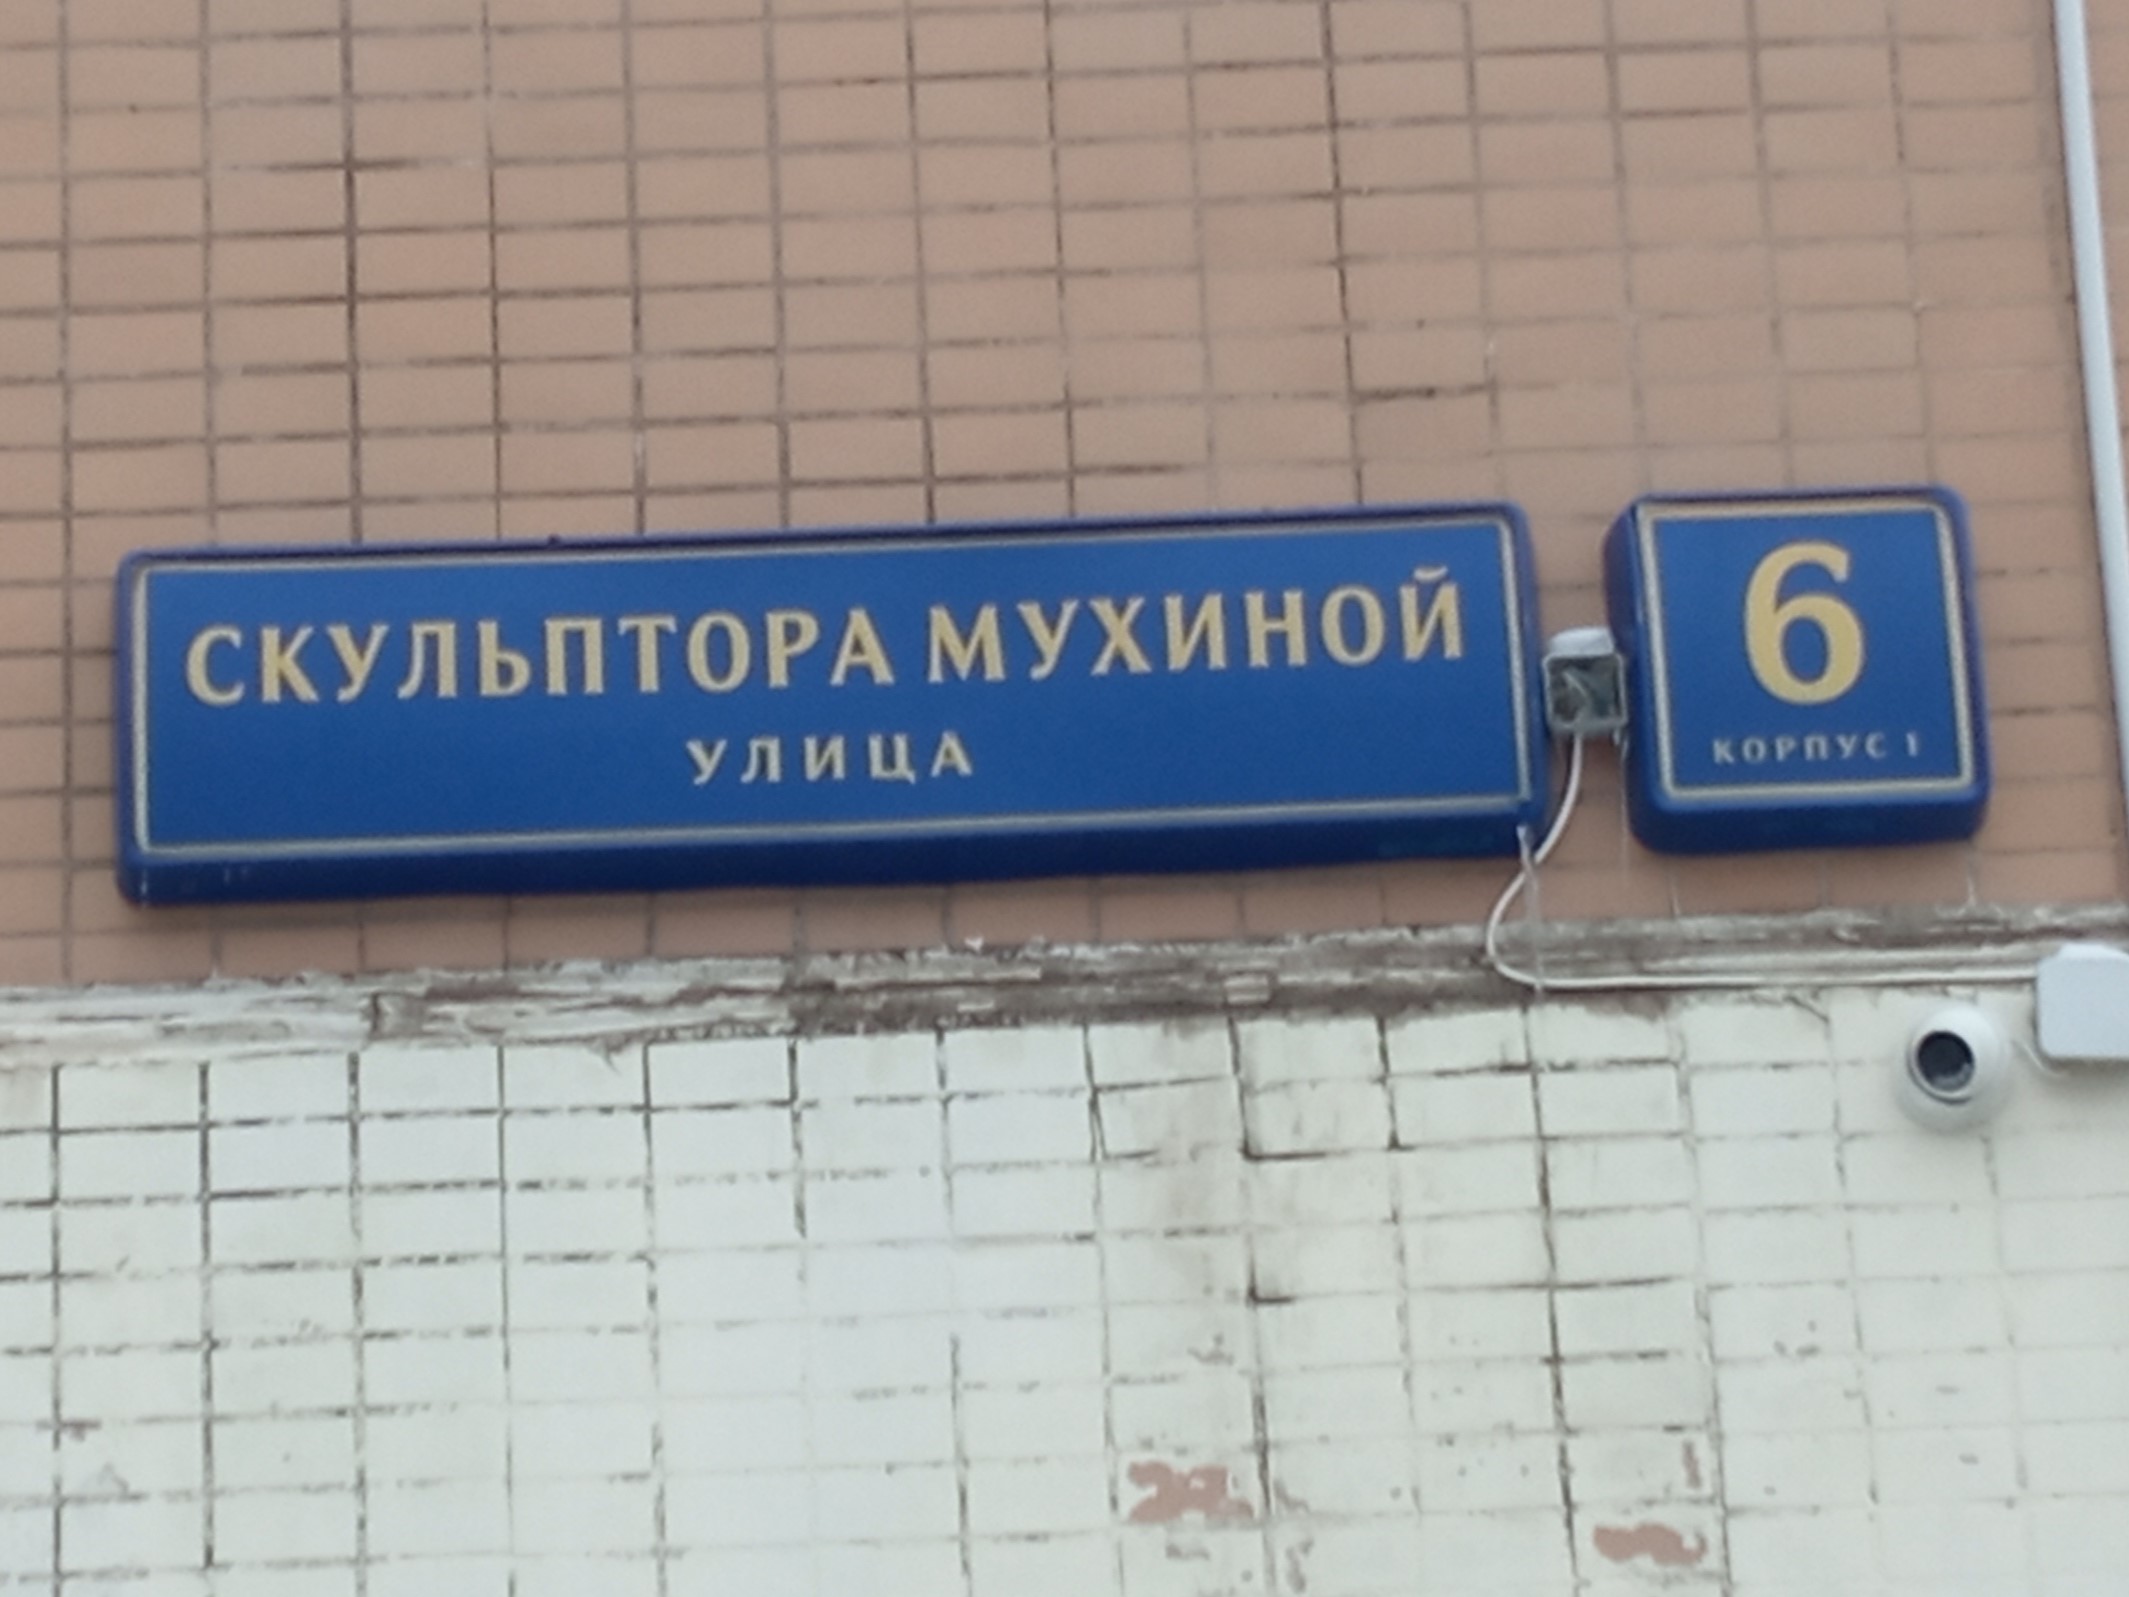 СКУЛЬПТОРА МУХИНОЙ
УЛИЦА
6
КОРПУС 1